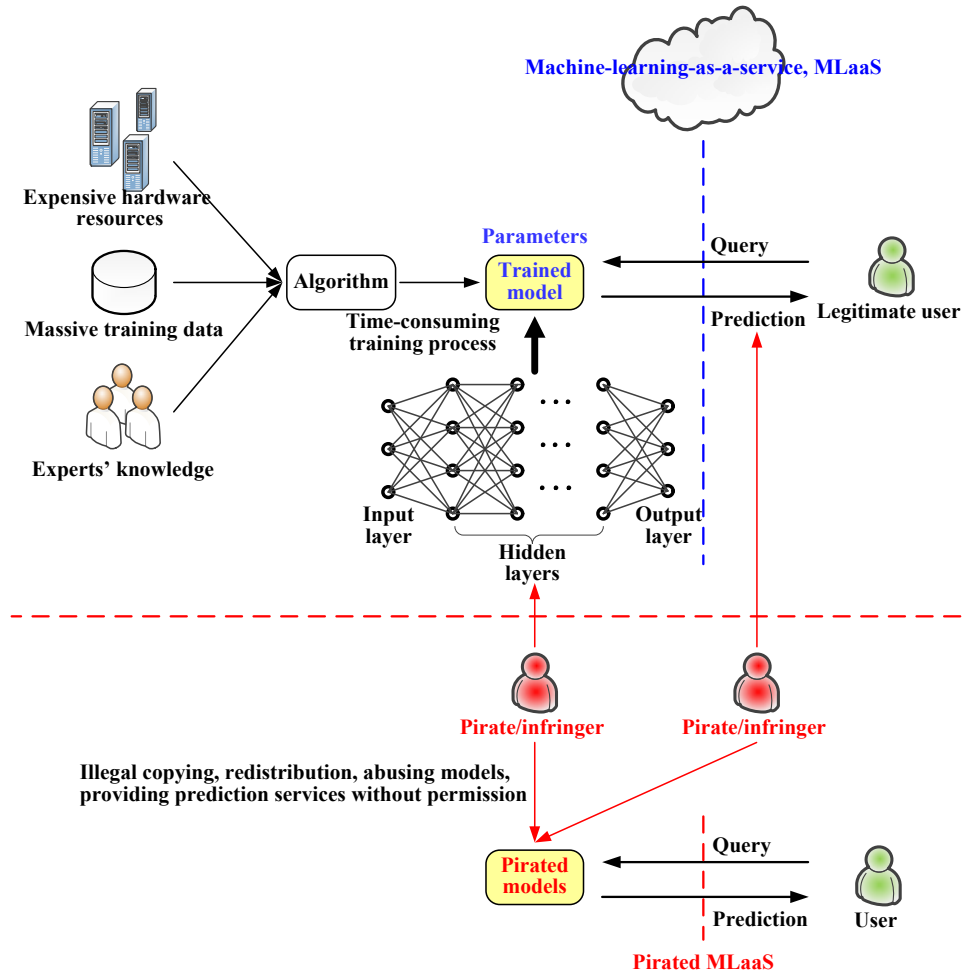 Machine-learning-as-a-service, MLaaS
Expensive hardware
resources
Massive training data
Experts' knowledge
Algorithm
Time-consuming
training process
Parameters
Trained
model
Query
Prediction
Legitimate user
. . .
. . .
. . .
Input
layer
Hidden
layers
Output
layer
Pirate/infringer
Pirate/infringer
Illegal copying, redistribution, abusing models,
providing prediction services without permission
Pirated
models
Query
Prediction
User
Pirated MLaaS